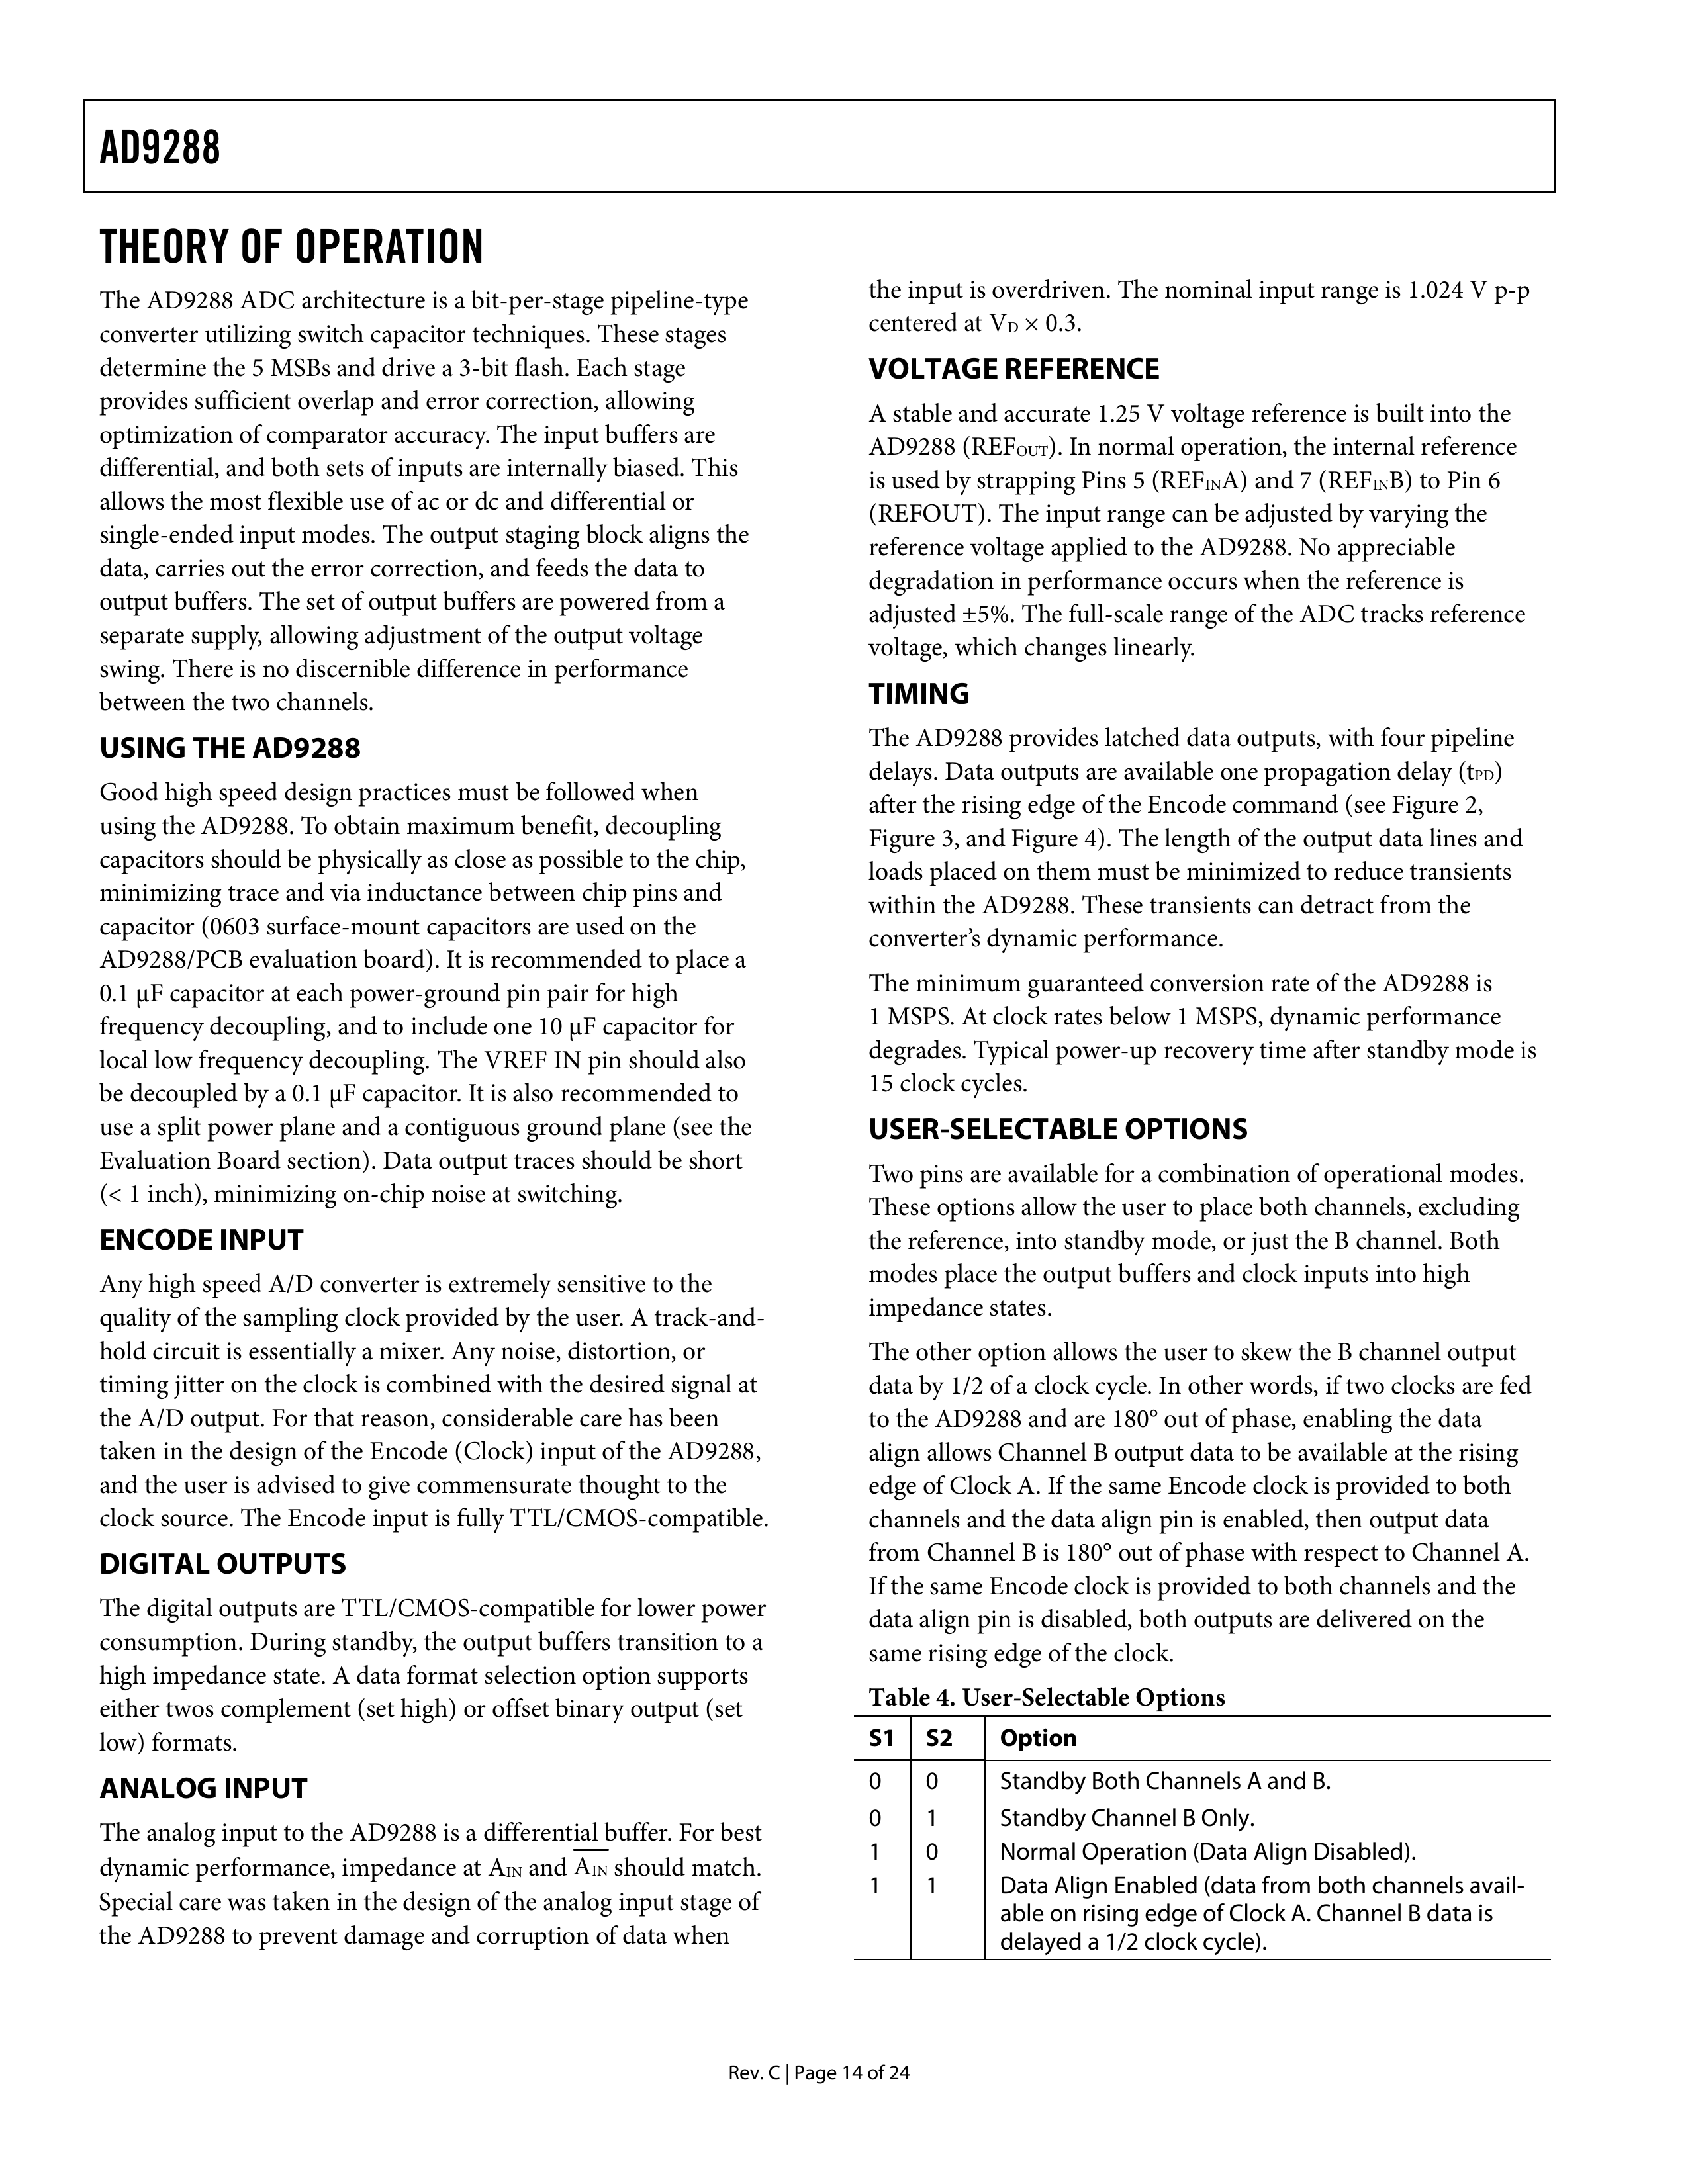 AD9288
THEORY OF OPERATION
The AD9288 ADC architecture is a bit-per-stage pipeline-type
converter utilizing switch capacitor techniques. These stages
determine the 5 MSBs and drive a 3-bit flash. Each stage
provides sufficient overlap and error correction, allowing
optimization of comparator accuracy. The input buffers are
differential, and both sets of inputs are internally biased. This
allows the most flexible use of ac or dc and differential or
single-ended input modes. The output staging block aligns the
data, carries out the error correction, and feeds the data to
output buffers. The set of output buffers are powered from a
separate supply, allowing adjustment of the output voltage
swing. There is no discernible difference in performance
between the two channels.
USING THE AD9288
Good high speed design practices must be followed when
using the AD9288. To obtain maximum benefit, decoupling
capacitors should be physically as close as possible to the chip,
minimizing trace and via inductance between chip pins and
capacitor (0603 surface-mount capacitors are used on the
AD9288/PCB evaluation board). It is recommended to place a
0.1 μF capacitor at each power-ground pin pair for high
frequency decoupling, and to include one 10 μF capacitor for
local low frequency decoupling. The VREF IN pin should also
be decoupled by a 0.1 μF capacitor. It is also recommended to
use a split power plane and a contiguous ground plane (see the
Evaluation Board section). Data output traces should be short
(< 1 inch), minimizing on-chip noise at switching.
ENCODE INPUT
Any high speed A/D converter is extremely sensitive to the
quality of the sampling clock provided by the user. A track-and-
hold circuit is essentially a mixer. Any noise, distortion, or
timing jitter on the clock is combined with the desired signal at
the A/D output. For that reason, considerable care has been
taken in the design of the Encode (Clock) input of the AD9288,
and the user is advised to give commensurate thought to the
clock source. The Encode input is fully TTL/CMOS-compatible.
DIGITAL OUTPUTS
The digital outputs are TTL/CMOS-compatible for lower power
consumption. During standby, the output buffers transition to a
high impedance state. A data format selection option supports
either twos complement (set high) or offset binary output (set
low) formats.
ANALOG INPUT
The analog input to the AD9288 is a differential buffer. For best
dynamic performance, impedance at AIN and A̅I̅N̅ should match.
Special care was taken in the design of the analog input stage of
the AD9288 to prevent damage and corruption of data when
the input is overdriven. The nominal input range is 1.024 V p-p
centered at VD × 0.3.
VOLTAGE REFERENCE
A stable and accurate 1.25 V voltage reference is built into the
AD9288 (REFOUT). In normal operation, the internal reference
is used by strapping Pins 5 (REFINA) and 7 (REFINB) to Pin 6
(REFOUT). The input range can be adjusted by varying the
reference voltage applied to the AD9288. No appreciable
degradation in performance occurs when the reference is
adjusted ±5%. The full-scale range of the ADC tracks reference
voltage, which changes linearly.
TIMING
The AD9288 provides latched data outputs, with four pipeline
delays. Data outputs are available one propagation delay (tPD)
after the rising edge of the Encode command (see Figure 2,
Figure 3, and Figure 4). The length of the output data lines and
loads placed on them must be minimized to reduce transients
within the AD9288. These transients can detract from the
converter’s dynamic performance.
The minimum guaranteed conversion rate of the AD9288 is
1 MSPS. At clock rates below 1 MSPS, dynamic performance
degrades. Typical power-up recovery time after standby mode is
15 clock cycles.
USER-SELECTABLE OPTIONS
Two pins are available for a combination of operational modes.
These options allow the user to place both channels, excluding
the reference, into standby mode, or just the B channel. Both
modes place the output buffers and clock inputs into high
impedance states.
The other option allows the user to skew the B channel output
data by 1/2 of a clock cycle. In other words, if two clocks are fed
to the AD9288 and are 180° out of phase, enabling the data
align allows Channel B output data to be available at the rising
edge of Clock A. If the same Encode clock is provided to both
channels and the data align pin is enabled, then output data
from Channel B is 180° out of phase with respect to Channel A.
If the same Encode clock is provided to both channels and the
data align pin is disabled, both outputs are delivered on the
same rising edge of the clock.
Table 4. User-Selectable Options
S1 S2 Option
0 0 Standby Both Channels A and B.
0 1 Standby Channel B Only.
1 0 Normal Operation (Data Align Disabled).
1 1 Data Align Enabled (data from both channels avail-
able on rising edge of Clock A. Channel B data is
delayed a 1/2 clock cycle).
Rev. C | Page 14 of 24